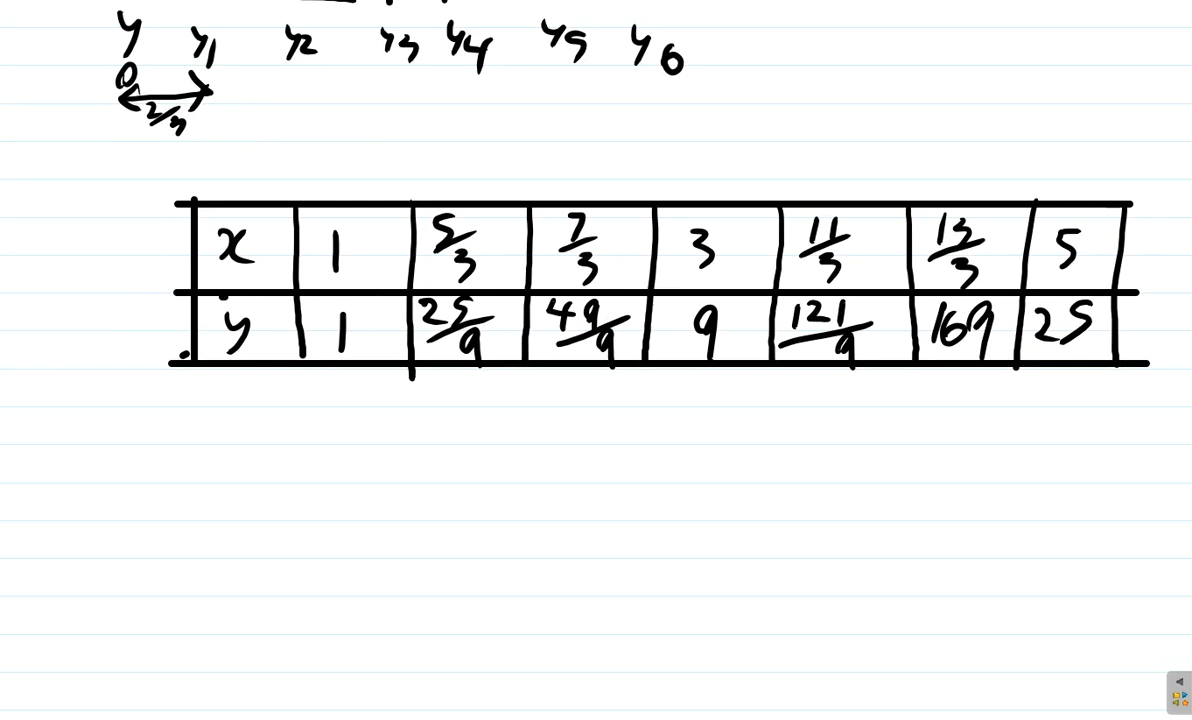 y y1 y2 y3 y4 y5 y6
0
2/3
x 1 5/3 7/3 3 11/3 13/3 5
y 1 25/9 49/9 9 121/9 169 25